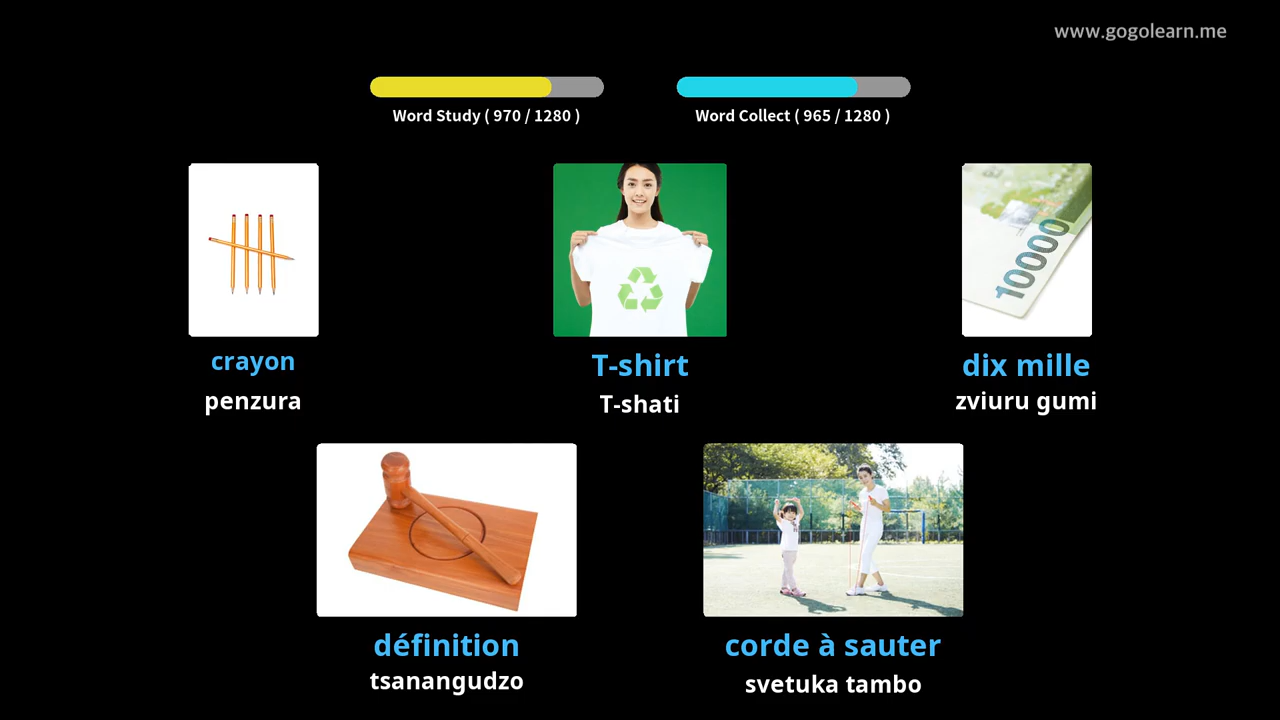 www.gogolearn.me
Word Study ( 970 / 1280 )
Word Collect ( 965 / 1280 )
10000
crayon
penzura
T-shirt
T-shati
dix mille
zviuru gumi
définition
tsanangudzo
corde à sauter
svetuka tambo